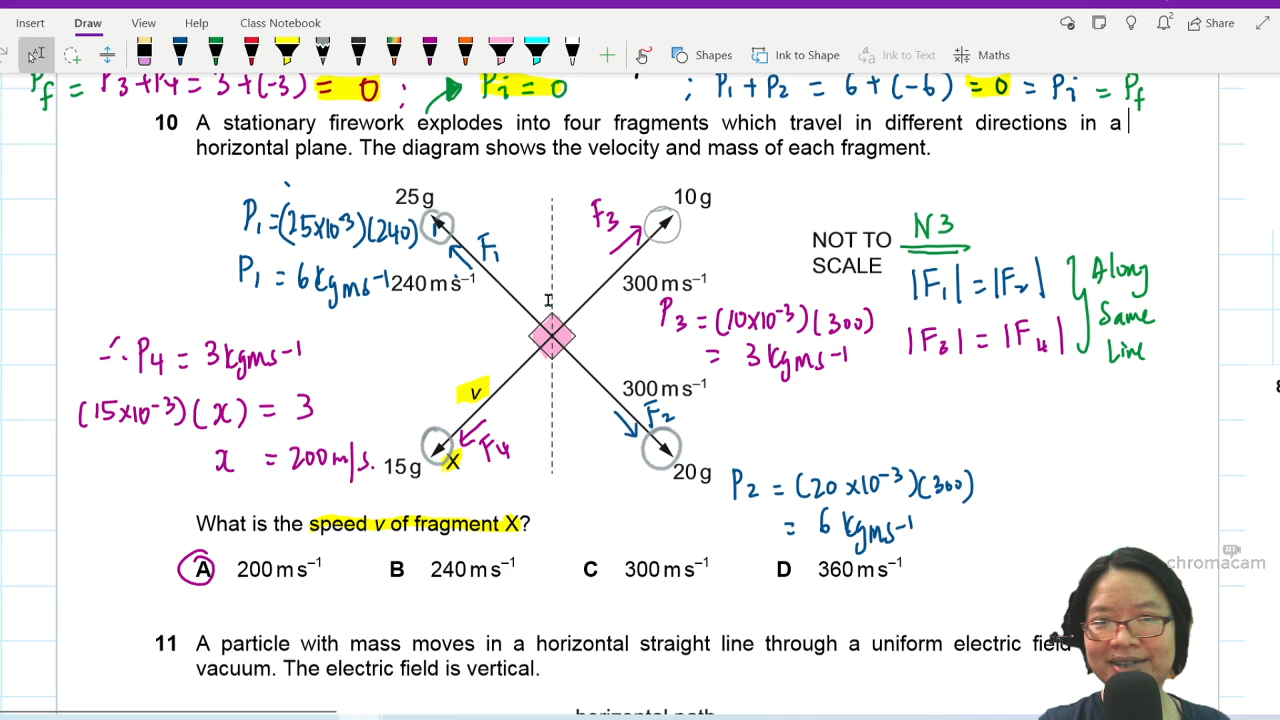 Insert Draw View Help Class Notebook Share
Shapes Ink to Shape Ink to Text Maths
Pf = P3+P4 = 3+(-3) = 0 ; Pi = 0 ; P1 + P2 = 6+(-6) = 0 = Pi = Pf
10 A stationary firework explodes into four fragments which travel in different directions in a
horizontal plane. The diagram shows the velocity and mass of each fragment.
25 g
10 g
P1 = (25x10^-3)(240)
P1 = 6 kgms-1
240 m s–1
F1
F3
300 m s–1
NOT TO
SCALE
N3
|F1| = |F2|
|F3| = |F4|
Along
Same
Line
P3 = (10x10^-3)(300)
= 3 kgms-1
∴ P4 = 3 kgms-1
(15x10^-3)(x) = 3
x = 200 m/s.
v
300 m s–1
F2
F4
X
15 g
20 g
P2 = (20 x10^-3)(300)
= 6 kgms-1
What is the speed v of fragment X?
A 200 m s–1 B 240 m s–1 C 300 m s–1 D 360 m s–1
chromacam
11 A particle with mass moves in a horizontal straight line through a uniform electric field
vacuum. The electric field is vertical.
horizontal path